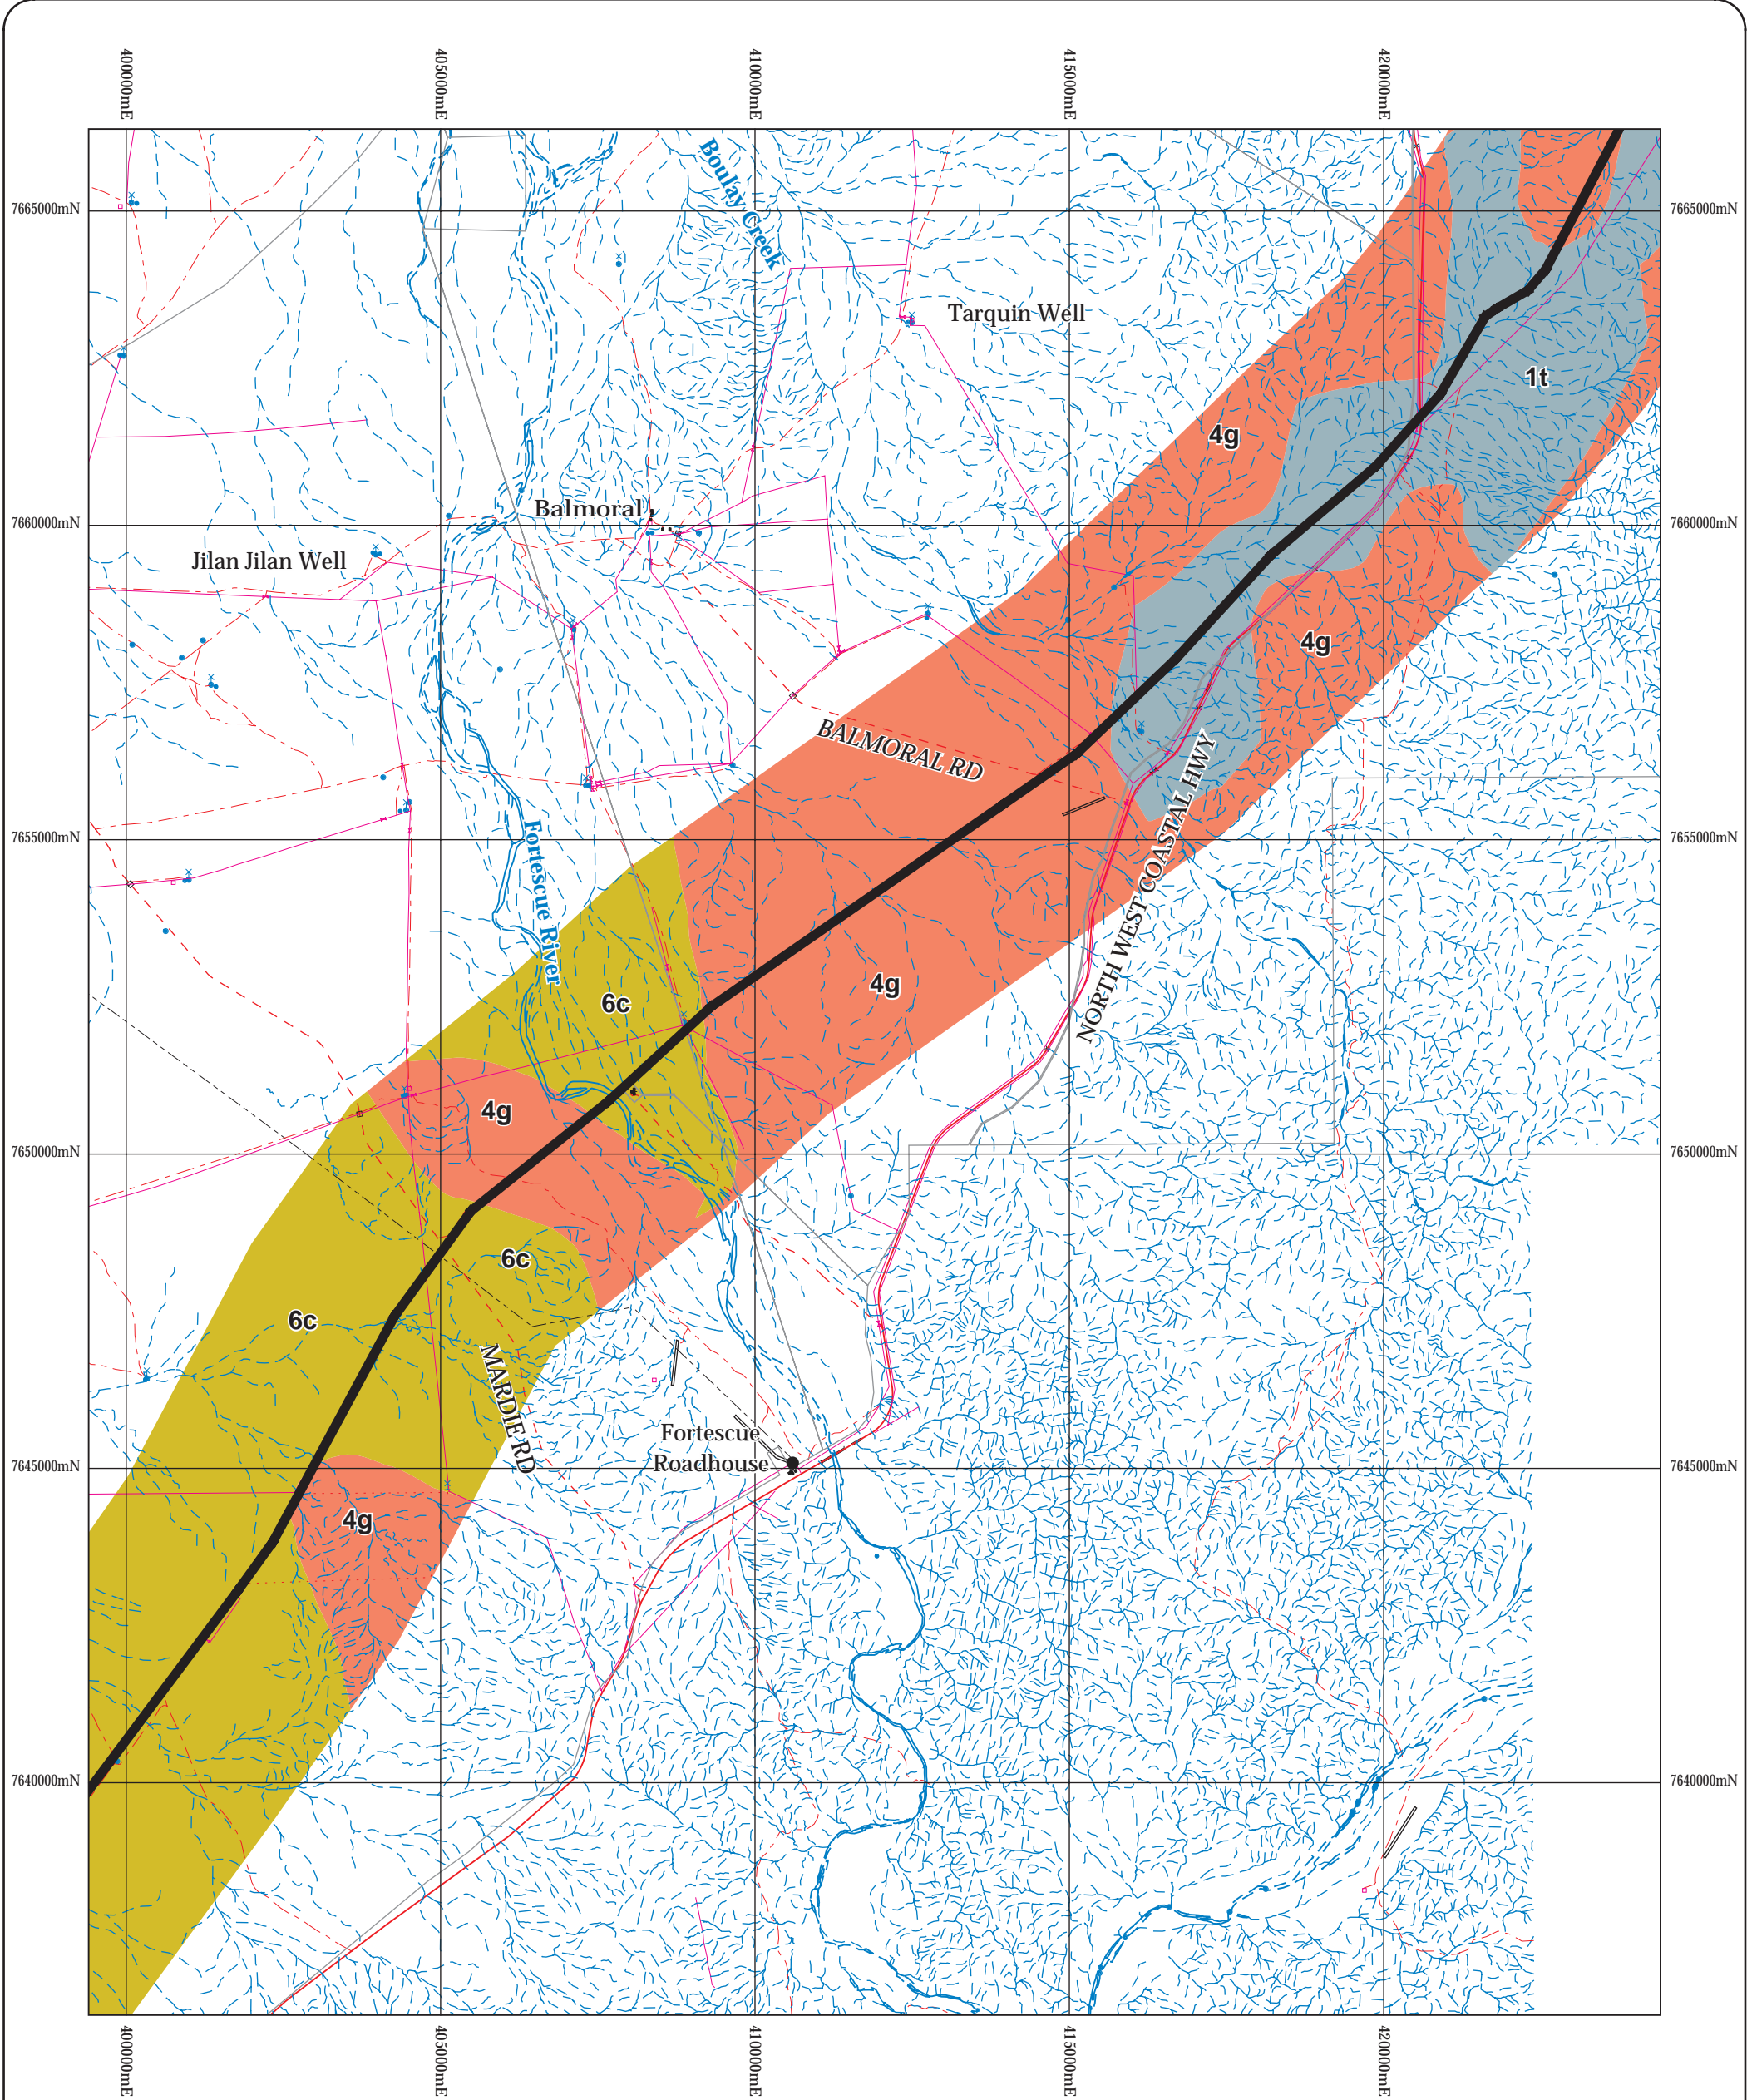 400000mE
405000mE
410000mE
415000mE
420000mE
Boulay Creek
7665000mN
7665000mN
Tarquin Well
1t
4g
Balmoral
7660000mN
7660000mN
Jilan Jilan Well
4g
BALMORAL RD
NORTH WEST COASTAL HWY
7655000mN
7655000mN
Fortescue River
4g
6c
4g
7650000mN
7650000mN
6c
6c
MARDIE RD
Fortescue
Roadhouse
7645000mN
7645000mN
4g
7640000mN
7640000mN
400000mE
405000mE
410000mE
415000mE
420000mE